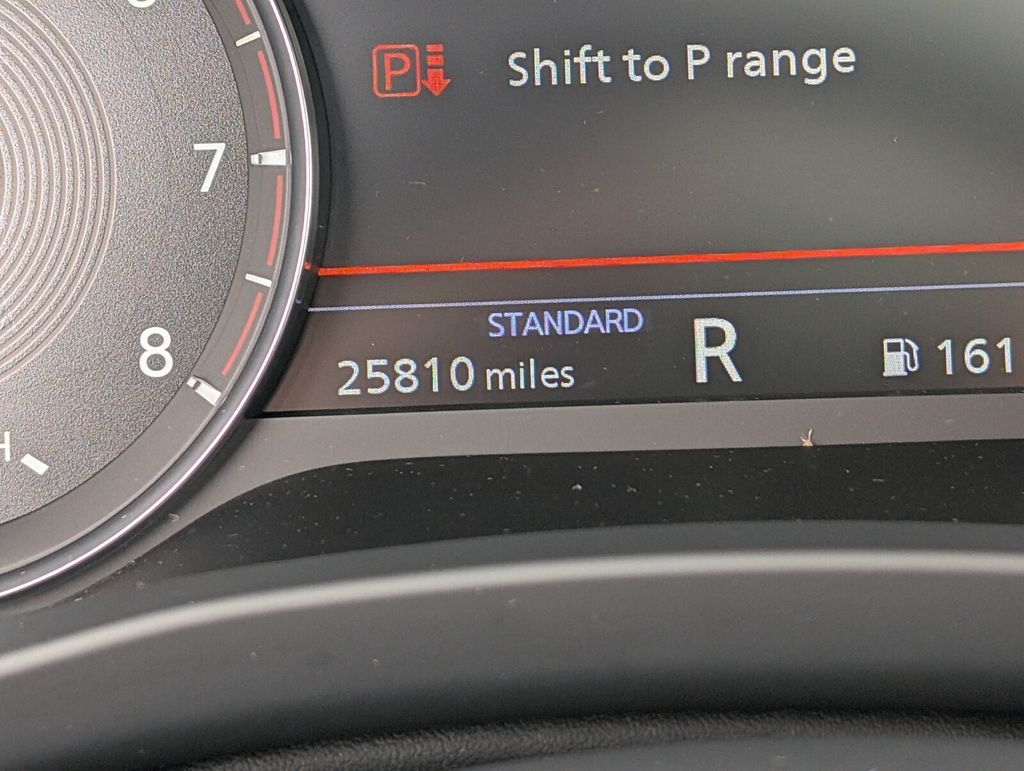 P Shift to P range
7
STANDARD
R
25810 miles
161
8